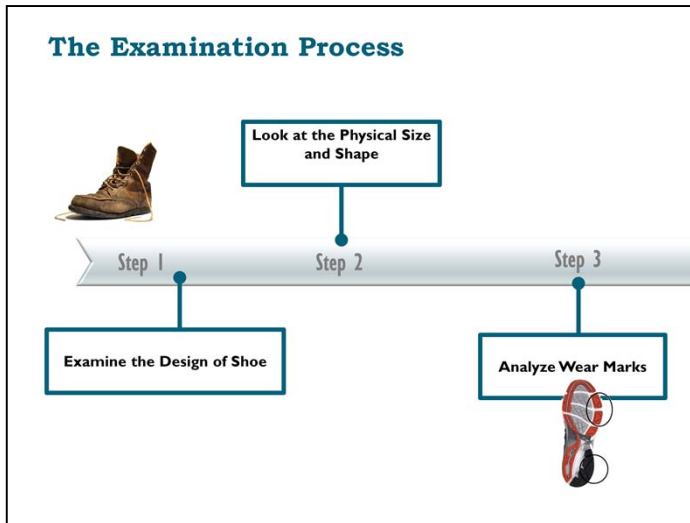 The Examination Process
Look at the Physical Size
and Shape
Step 1
Step 2
Step 3
Examine the Design of Shoe
Analyze Wear Marks